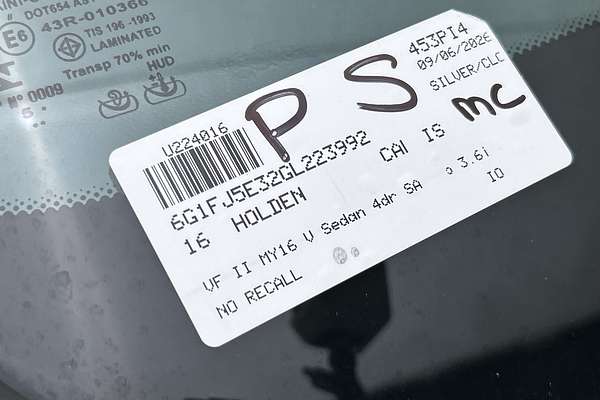 DOT654 AS
E6 43R-010366
TIS 196-1993
LAMINATED
Transp 70% min
HUD
Nº 0009
453PI4
09/06/2026
SILVER/CLC
P S
mc
U224016
6G1FJ5E32GL223992
16 HOLDEN CAI IS
VF II MY16 V Sedan 4dr SA 3.6i
NO RECALL IO